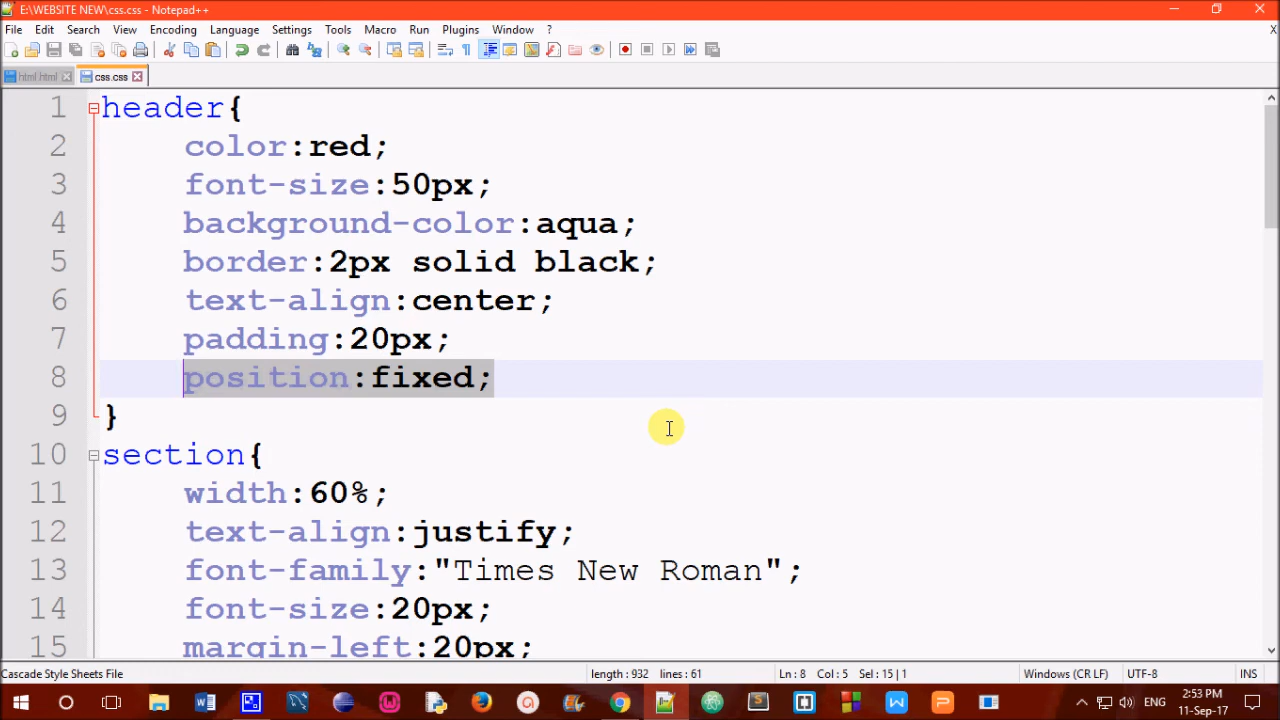 E:\WEBSITE NEW\css.css - Notepad++
File Edit Search View Encoding Language Settings Tools Macro Run Plugins Window ? X
html.html css.css
1 header{
2 color:red;
3 font-size:50px;
4 background-color:aqua;
5 border:2px solid black;
6 text-align:center;
7 padding:20px;
8 position:fixed;
9 }
10 section{
11 width:60%;
12 text-align:justify;
13 font-family:"Times New Roman";
14 font-size:20px;
15 margin-left:20px;
Cascade Style Sheets File length : 932 lines : 61 Ln : 8 Col : 5 Sel : 15 | 1 Windows (CR LF) UTF-8 INS
ENG 2:53 PM
11-Sep-17